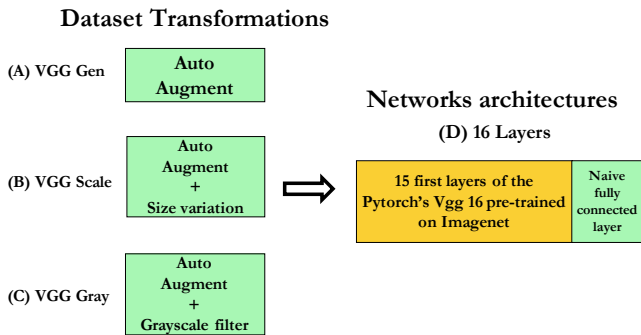 Dataset Transformations
(A) VGG Gen
Auto
Augment
(B) VGG Scale
Auto
Augment
+
Size variation
(C) VGG Gray
Auto
Augment
+
Grayscale filter
Networks architectures
(D) 16 Layers
15 first layers of the
Pytorch's Vgg 16 pre-trained
on Imagenet
Naive
fully
connected
layer